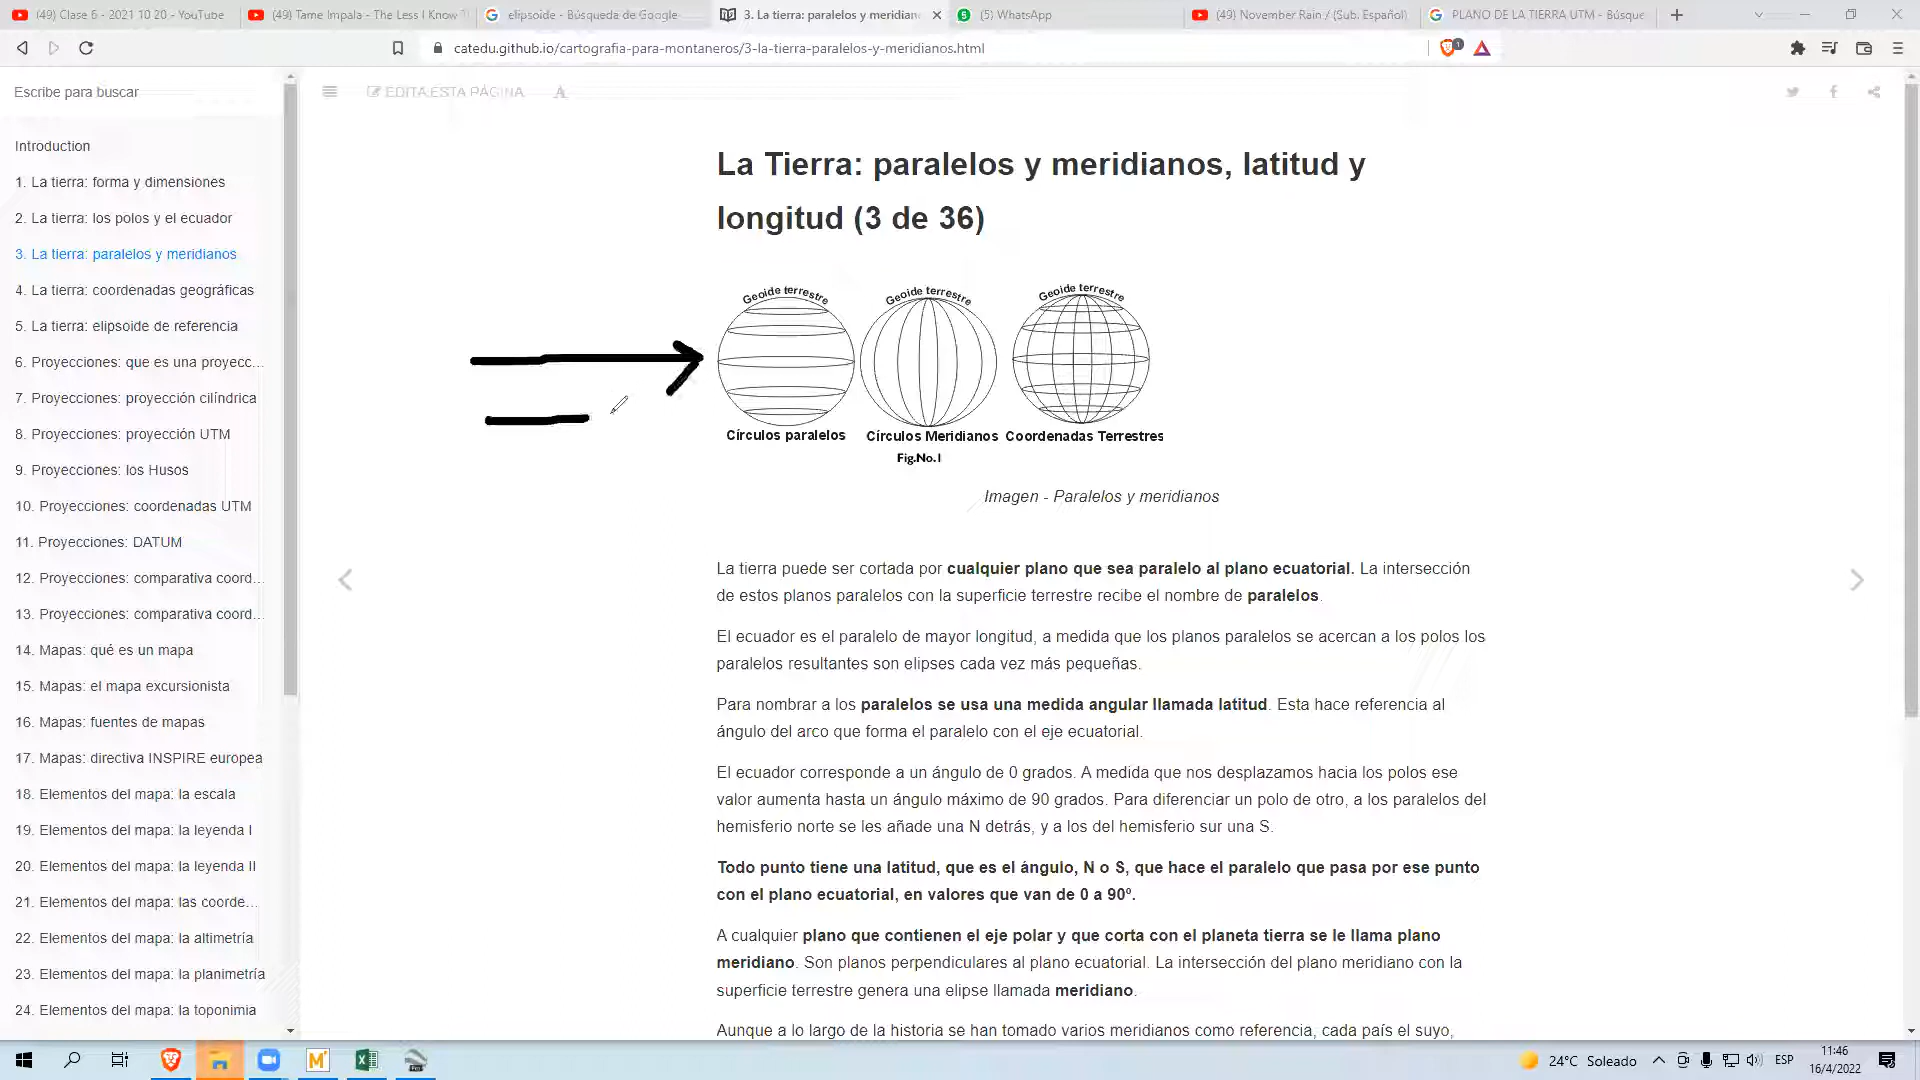 (49) Clase 6 - 2021 10 20 - YouTube
(49) Tame Impala - The Less I Know T
elipsoide - Búsqueda de Google
3. La tierra: paralelos y meridian
(5) WhatsApp
(49) November Rain / (Sub. Español)
PLANO DE LA TIERRA UTM - Búsque
catedu.github.io/cartografia-para-montaneros/3-la-tierra-paralelos-y-meridianos.html
1
Escribe para buscar
EDITA ESTA PÁGINA
A
Introduction
1. La tierra: forma y dimensiones
2. La tierra: los polos y el ecuador
3. La tierra: paralelos y meridianos
4. La tierra: coordenadas geográficas
5. La tierra: elipsoide de referencia
6. Proyecciones: que es una proyecc...
7. Proyecciones: proyección cilíndrica
8. Proyecciones: proyección UTM
9. Proyecciones: los Husos
10. Proyecciones: coordenadas UTM
11. Proyecciones: DATUM
12. Proyecciones: comparativa coord...
13. Proyecciones: comparativa coord...
14. Mapas: qué es un mapa
15. Mapas: el mapa excursionista
16. Mapas: fuentes de mapas
17. Mapas: directiva INSPIRE europea
18. Elementos del mapa: la escala
19. Elementos del mapa: la leyenda I
20. Elementos del mapa: la leyenda II
21. Elementos del mapa: las coorde...
22. Elementos del mapa: la altimetría
23. Elementos del mapa: la planimetría
24. Elementos del mapa: la toponimia
La Tierra: paralelos y meridianos, latitud y
longitud (3 de 36)
Geoide terrestre
Geoide terrestre
Geoide terrestre
Círculos paralelos
Círculos Meridianos
Coordenadas Terrestres
Fig.No.1
Imagen - Paralelos y meridianos
La tierra puede ser cortada por cualquier plano que sea paralelo al plano ecuatorial. La intersección
de estos planos paralelos con la superficie terrestre recibe el nombre de paralelos.
El ecuador es el paralelo de mayor longitud, a medida que los planos paralelos se acercan a los polos los
paralelos resultantes son elipses cada vez más pequeñas.
Para nombrar a los paralelos se usa una medida angular llamada latitud. Esta hace referencia al
ángulo del arco que forma el paralelo con el eje ecuatorial.
El ecuador corresponde a un ángulo de 0 grados. A medida que nos desplazamos hacia los polos ese
valor aumenta hasta un ángulo máximo de 90 grados. Para diferenciar un polo de otro, a los paralelos del
hemisferio norte se les añade una N detrás, y a los del hemisferio sur una S.
Todo punto tiene una latitud, que es el ángulo, N o S, que hace el paralelo que pasa por ese punto
con el plano ecuatorial, en valores que van de 0 a 90º.
A cualquier plano que contienen el eje polar y que corta con el planeta tierra se le llama plano
meridiano. Son planos perpendiculares al plano ecuatorial. La intersección del plano meridiano con la
superficie terrestre genera una elipse llamada meridiano.
Aunque a lo largo de la historia se han tomado varios meridianos como referencia, cada país el suyo,
24°C Soleado
ESP
11:46
16/4/2022